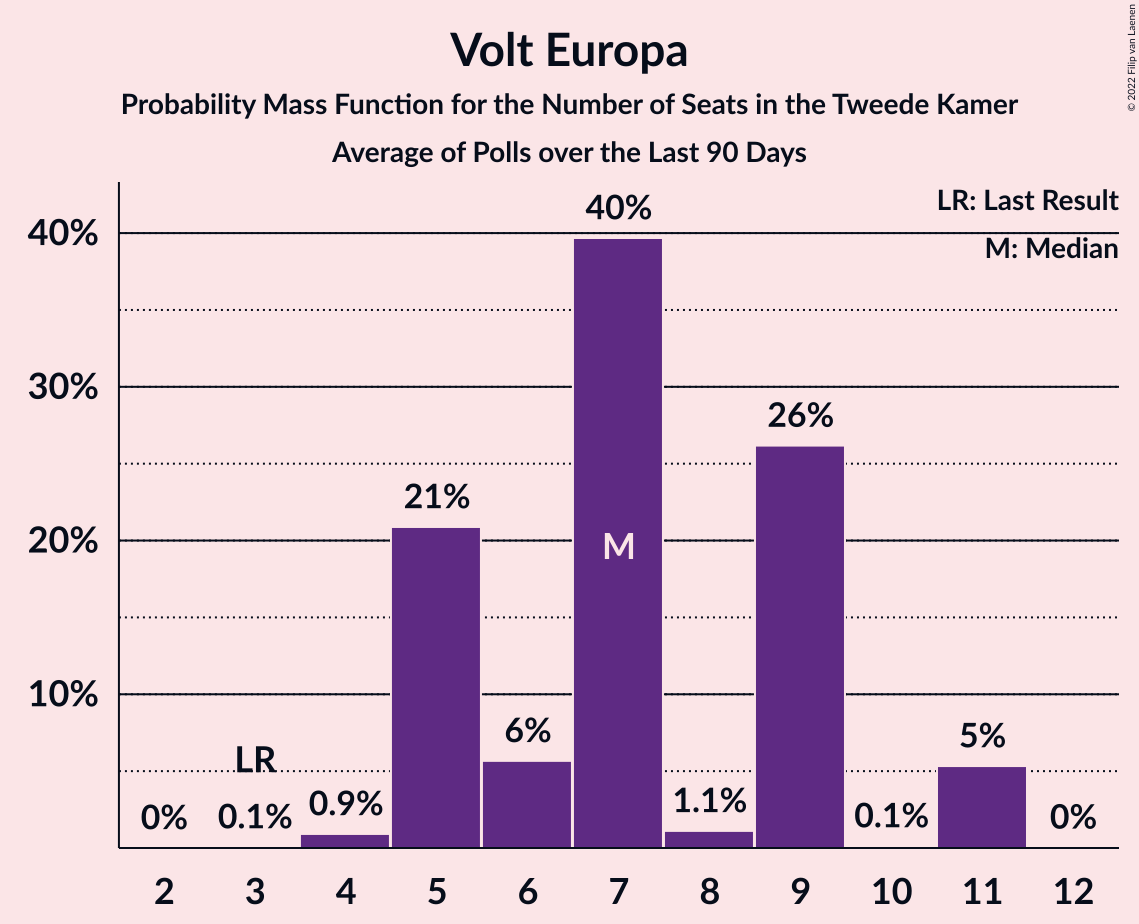 Volt Europa
Probability Mass Function for the Number of Seats in the Tweede Kamer
Average of Polls over the Last 90 Days
© 2022 Filip van Laenen
LR: Last Result
M: Median
40%
30%
20%
10%
0%
LR
0.1%
0.9%
21%
6%
40%
M
1.1%
26%
0.1%
5%
0%
2 3 4 5 6 7 8 9 10 11 12